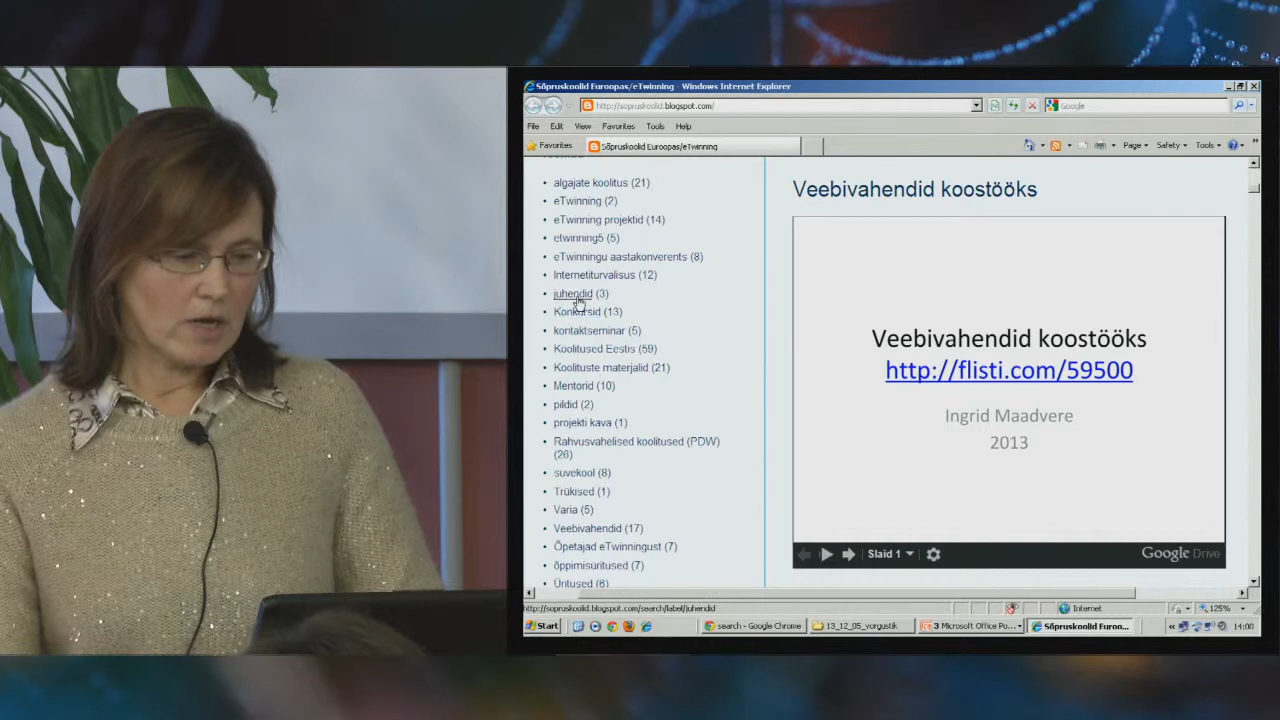 Sõpruskoolid Euroopas/eTwinning - Windows Internet Explorer
http://sopruskoolid.blogspot.com/
Google
File Edit View Favorites Tools Help
Favorites
Sõpruskoolid Euroopas/eTwinning
Page Safety Tools
algajate koolitus (21)
eTwinning (2)
eTwinning projektid (14)
etwinning5 (5)
eTwinningu aastakonverents (8)
Internetiturvalisus (12)
juhendid (3)
Konkursid (13)
kontaktseminar (5)
Koolitused Eestis (59)
Koolituste materjalid (21)
Mentorid (10)
pildid (2)
projekti kava (1)
Rahvusvahelised koolitused (PDW)
(26)
suvekool (8)
Trükised (1)
Varia (5)
Veebivahendid (17)
Õpetajad eTwinningust (7)
õppimisüritused (7)
Üritused (6)
Veebivahendid koostööks
Veebivahendid koostööks
http://flisti.com/59500
Ingrid Maadvere
2013
Slaid 1
Google Drive
http://sopruskoolid.blogspot.com/search/label/juhendid
Internet
125%
Start
search - Google Chrome
13_12_05_vorgustik
3 Microsoft Office Po...
Sõpruskoolid Euroo...
14:00